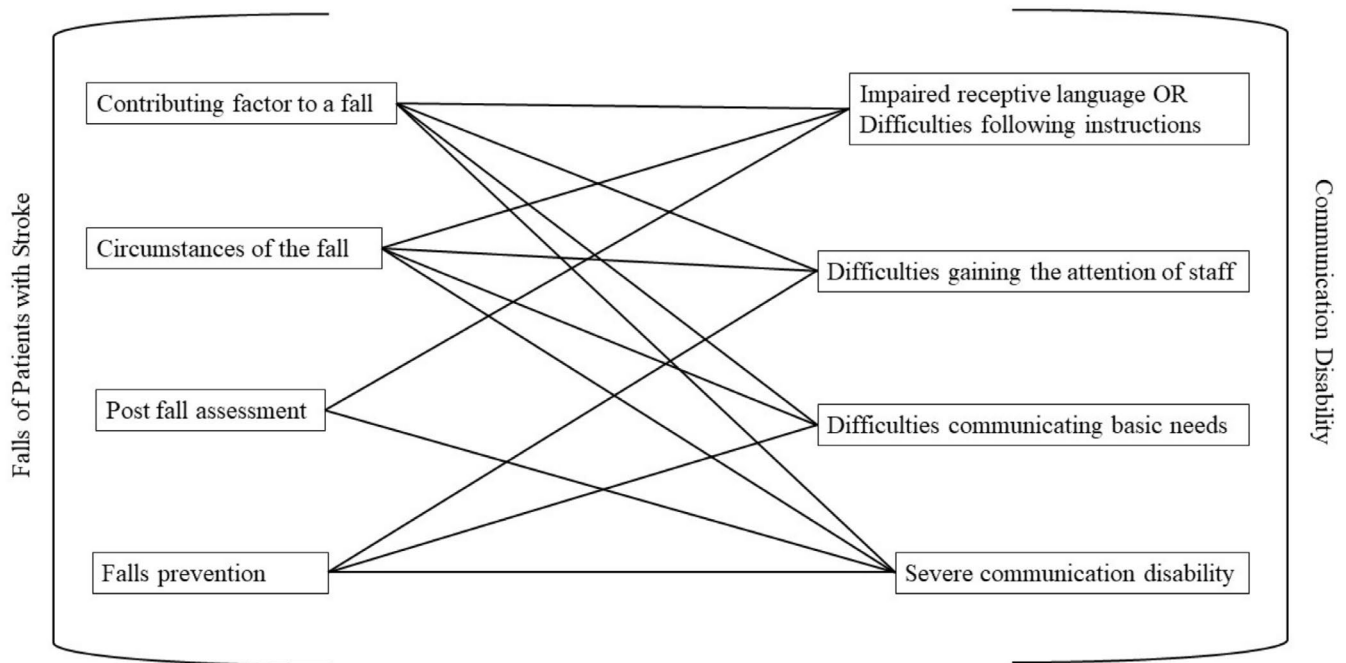 Falls of Patients with Stroke
Contributing factor to a fall
Circumstances of the fall
Post fall assessment
Falls prevention
Impaired receptive language OR
Difficulties following instructions
Difficulties gaining the attention of staff
Difficulties communicating basic needs
Severe communication disability
Communication Disability